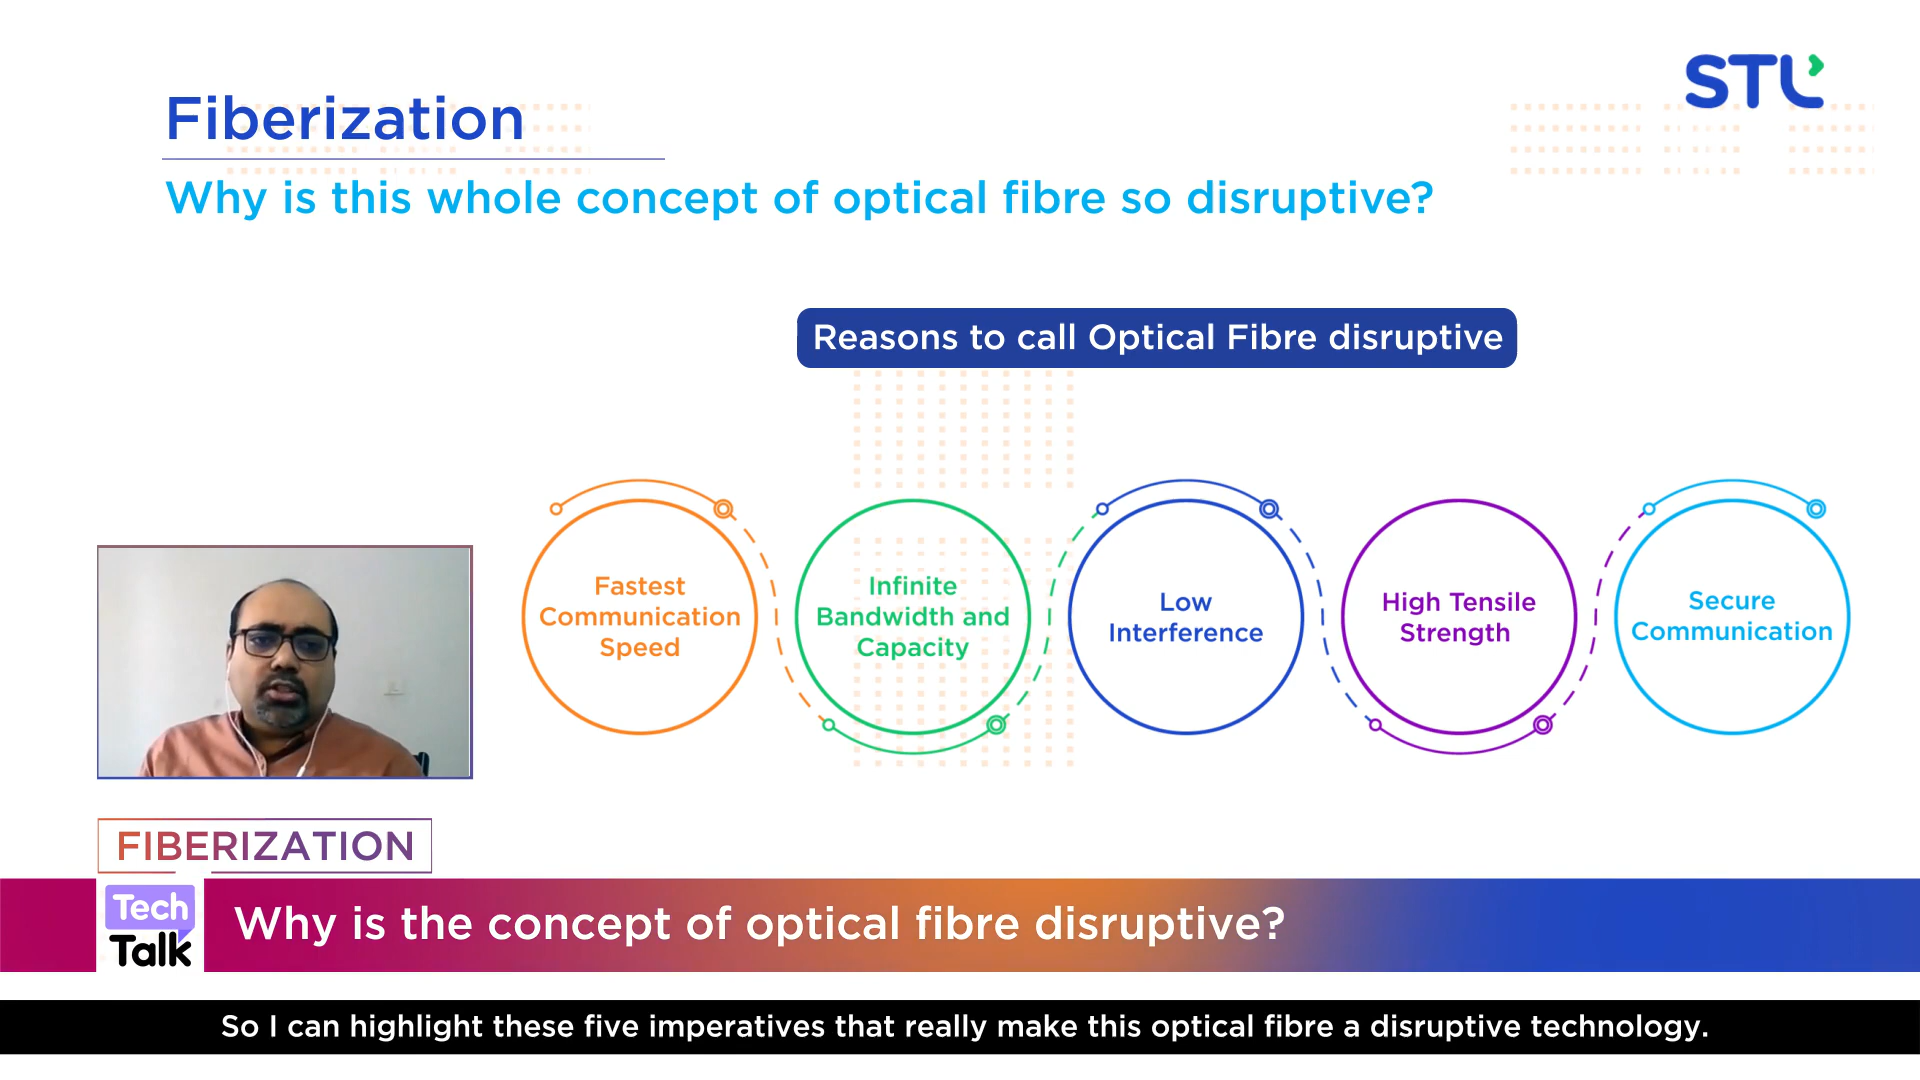 STL
Fiberization
Why is this whole concept of optical fibre so disruptive?
Reasons to call Optical Fibre disruptive
Fastest
Communication
Speed
Infinite
Bandwidth and
Capacity
Low
Interference
High Tensile
Strength
Secure
Communication
FIBERIZATION
Tech
Talk
Why is the concept of optical fibre disruptive?
So I can highlight these five imperatives that really make this optical fibre a disruptive technology.